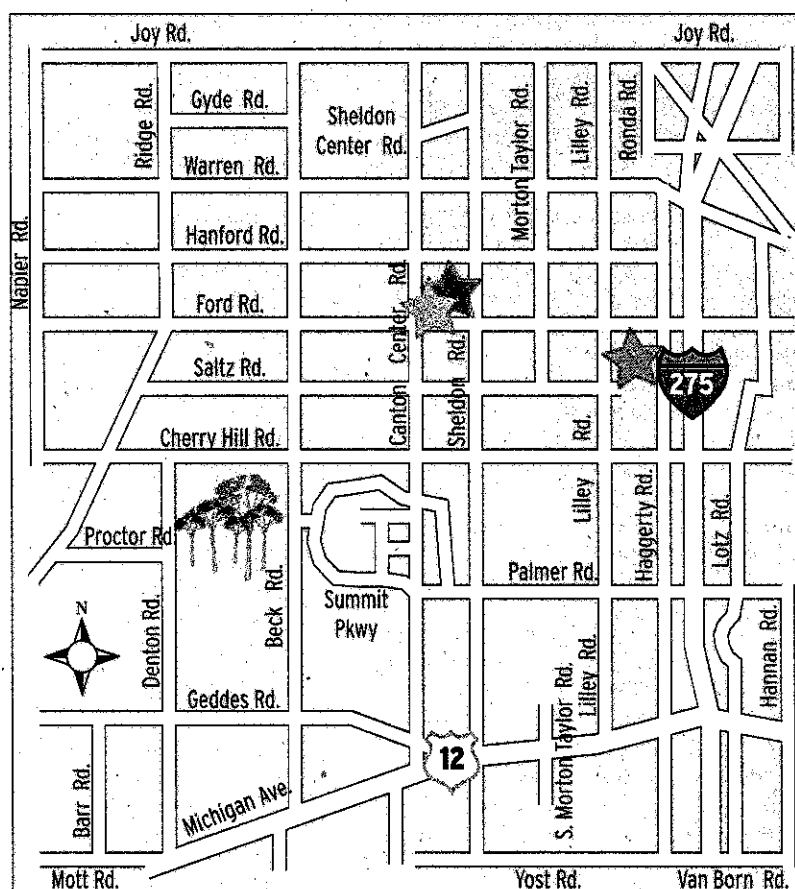 Joy Rd.
Joy Rd.
Ridge Rd.
Gyde Rd.
Sheldon
Center Rd.
Morton Taylor Rd.
Lilley Rd.
Ronda Rd.
Warren Rd.
Napier Rd.
Hanford Rd.
Ford Rd.
Canton Center Rd.
Sheldon Rd.
Saltz Rd.
275
Cherry Hill Rd.
Lilley Rd.
Haggerty Rd.
Lotz Rd.
Proctor Rd.
Beck Rd.
Summit
Pkwy
Palmer Rd.
N
Denton Rd.
Hannan Rd.
Geddes Rd.
Lilley Rd.
S. Morton Taylor Rd.
12
Barr Rd.
Michigan Ave.
Mott Rd.
Yost Rd.
Van Born Rd.